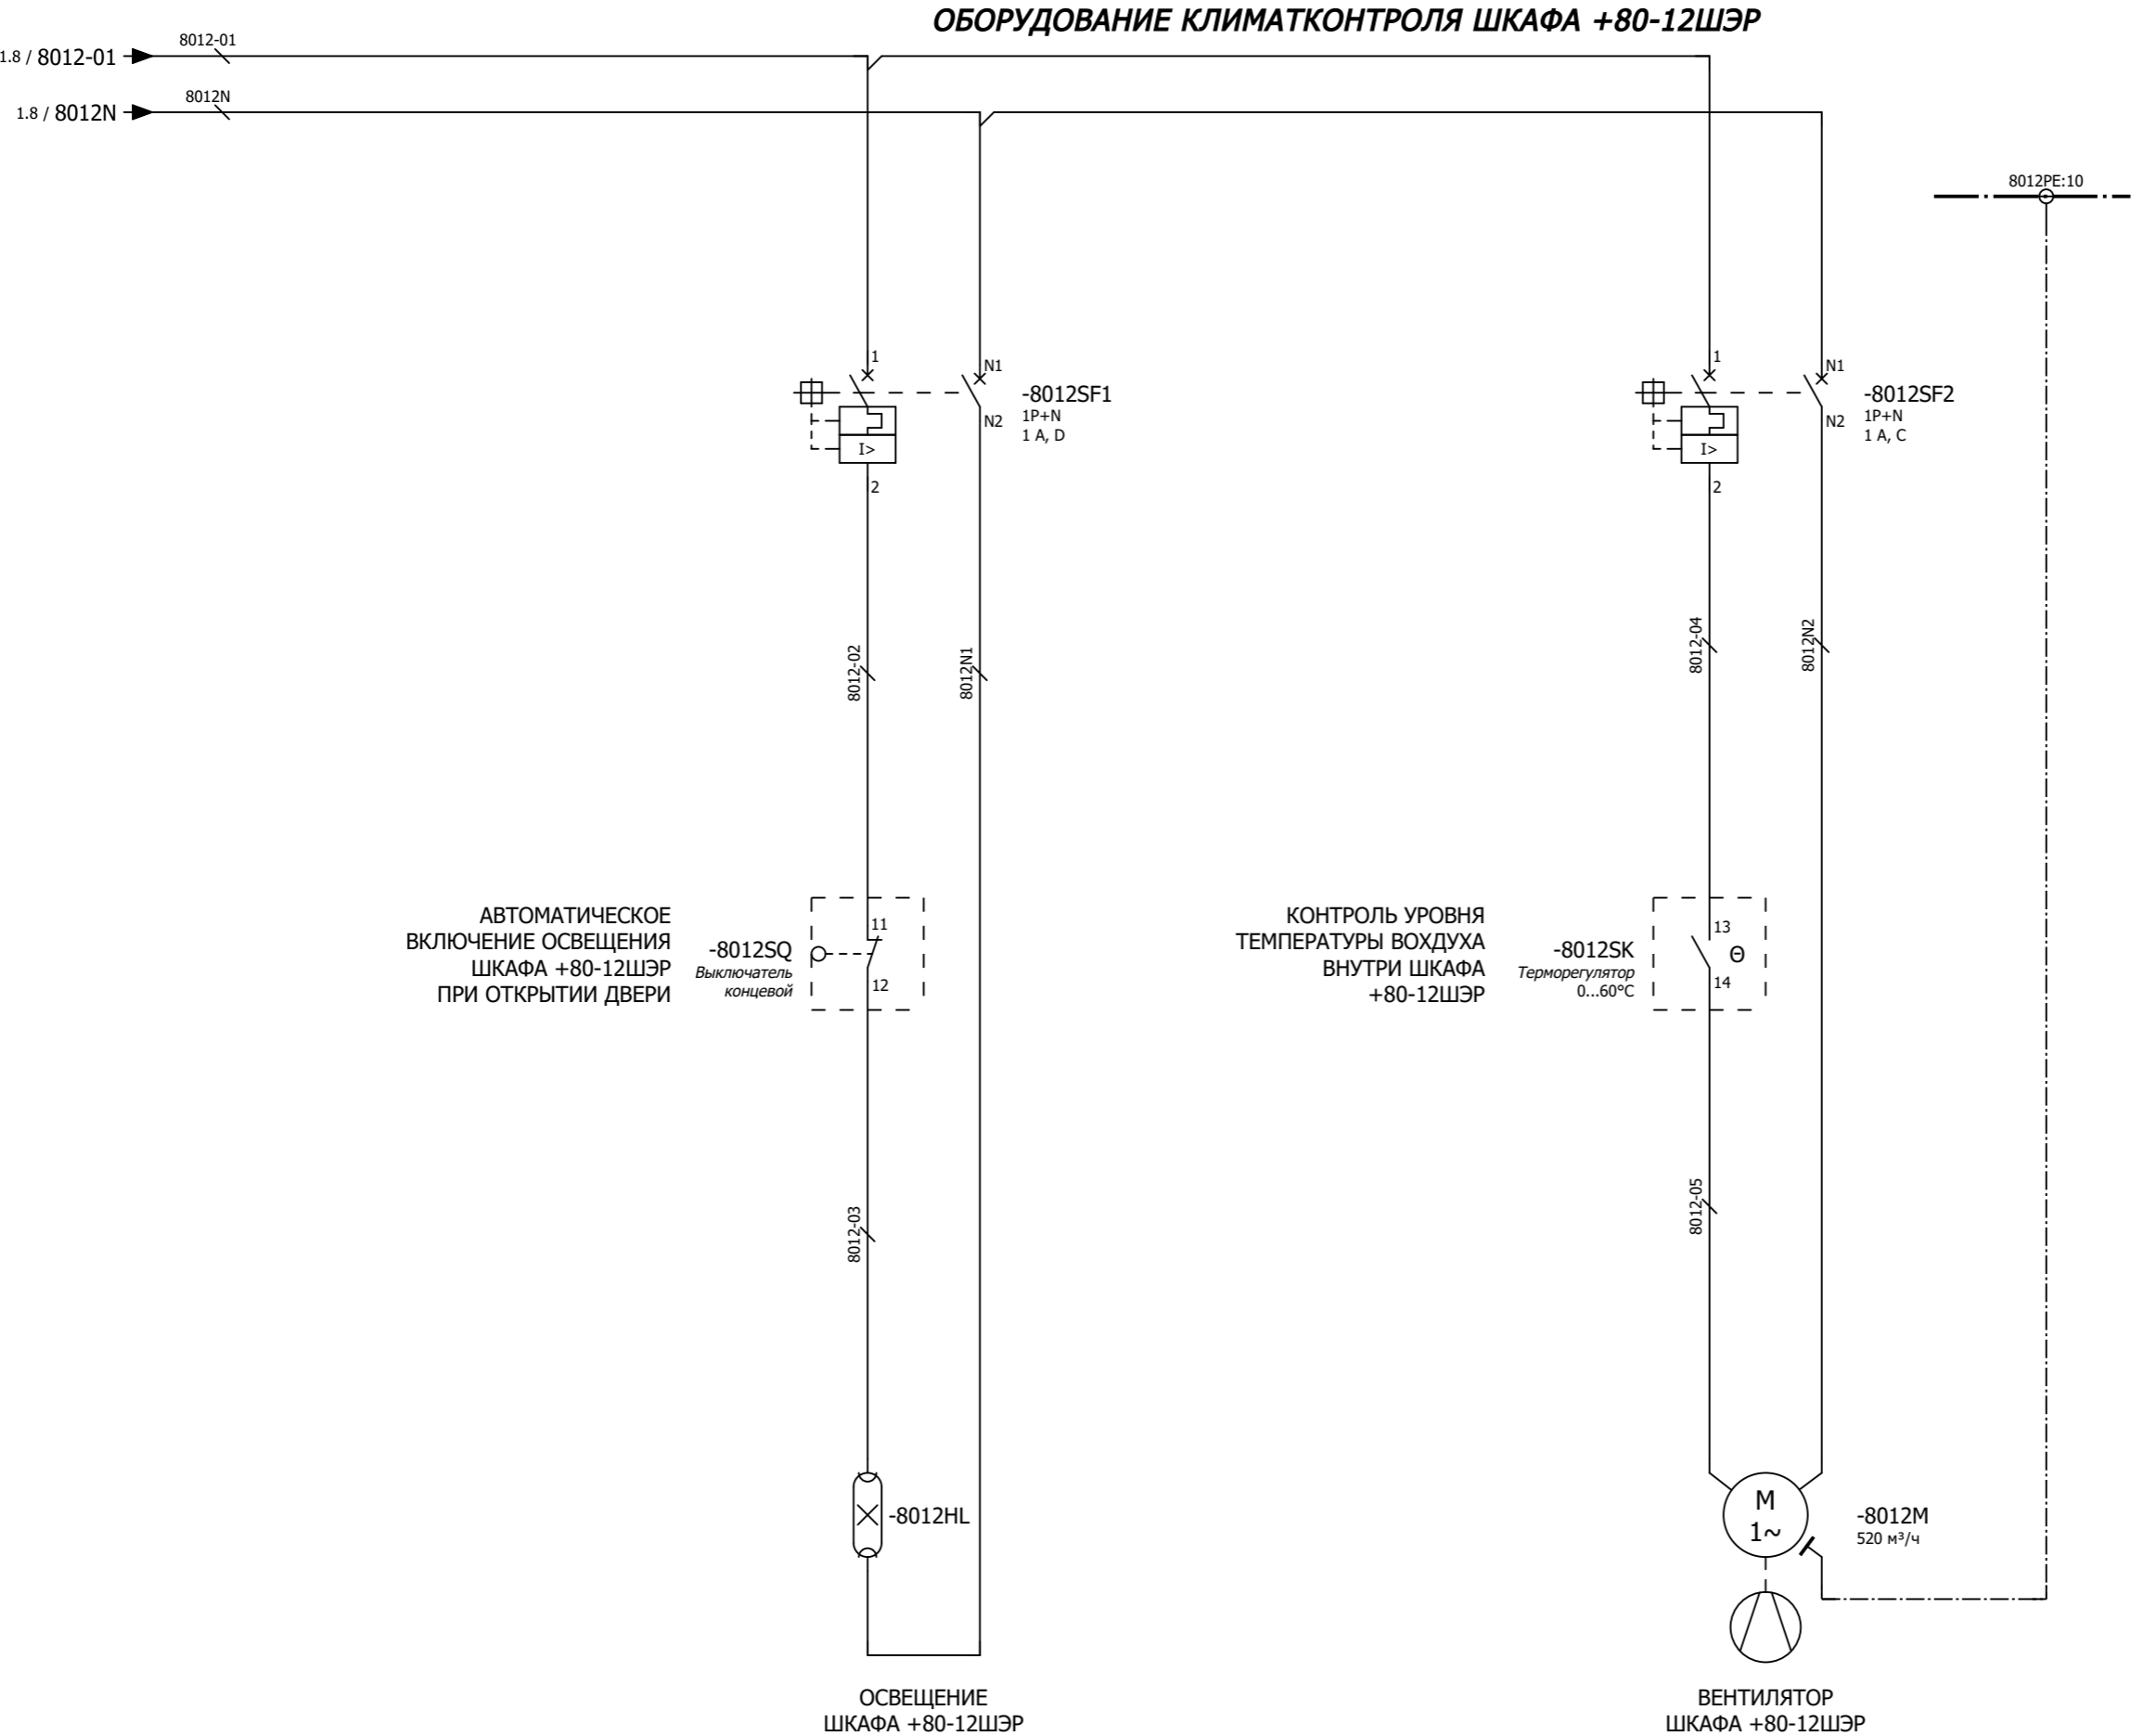 ОБОРУДОВАНИЕ КЛИМАТКОНТРОЛЯ ШКАФА +80-12ШЭР
1.8 / 8012-01
8012-01
1.8 / 8012N
8012N
8012PE:10
1
N1
-8012SF1
1P+N
N2
1 A, D
I>
2
1
N1
-8012SF2
1P+N
N2
1 A, C
I>
2
8012-02
8012N1
8012-04
8012N2
АВТОМАТИЧЕСКОЕ
ВКЛЮЧЕНИЕ ОСВЕЩЕНИЯ
ШКАФА +80-12ШЭР
ПРИ ОТКРЫТИИ ДВЕРИ
-8012SQ
Выключатель
концевой
11
12
КОНТРОЛЬ УРОВНЯ
ТЕМПЕРАТУРЫ ВОХДУХА
ВНУТРИ ШКАФА
+80-12ШЭР
-8012SK
Терморегулятор
0...60°C
13
Θ
14
8012-03
8012-05
-8012HL
M
1~
-8012M
520 м³/ч
ОСВЕЩЕНИЕ
ШКАФА +80-12ШЭР
ВЕНТИЛЯТОР
ШКАФА +80-12ШЭР